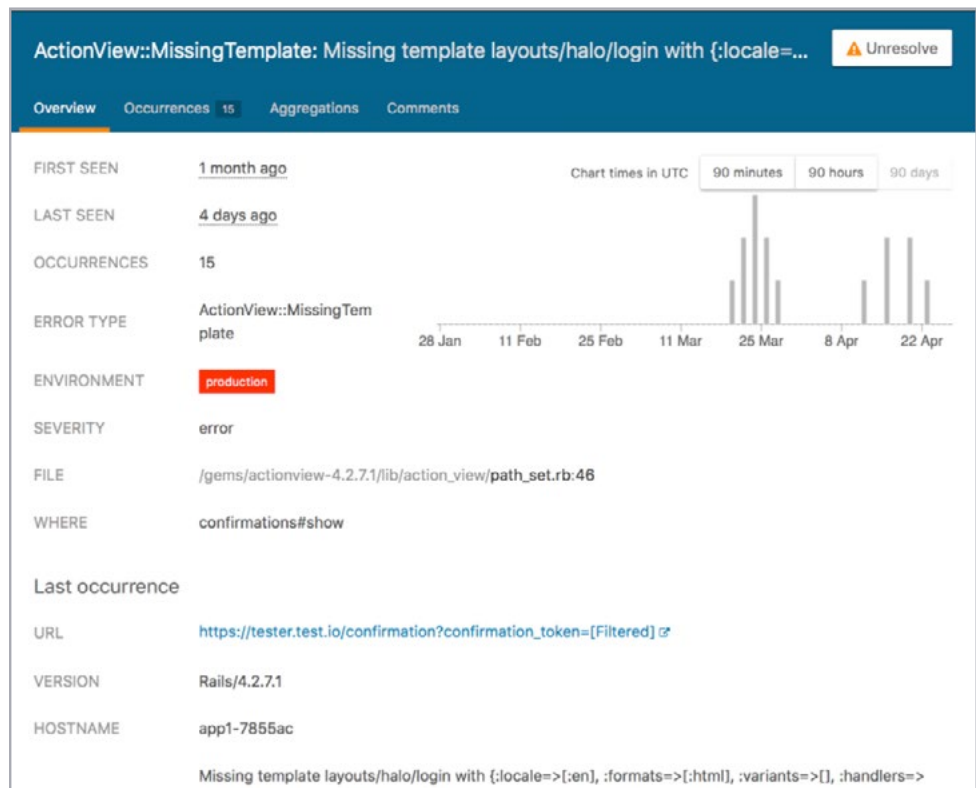 ActionView::MissingTemplate: Missing template layouts/halo/login with {:locale=...
Unresolve
Overview Occurrences 15 Aggregations Comments
FIRST SEEN 1 month ago
Chart times in UTC 90 minutes 90 hours 90 days
LAST SEEN 4 days ago
OCCURRENCES 15
ERROR TYPE ActionView::MissingTem
plate
28 Jan 11 Feb 25 Feb 11 Mar 25 Mar 8 Apr 22 Apr
ENVIRONMENT production
SEVERITY error
FILE /gems/actionview-4.2.7.1/lib/action_view/path_set.rb:46
WHERE confirmations#show
Last occurrence
URL https://tester.test.io/confirmation?confirmation_token=[Filtered]
VERSION Rails/4.2.7.1
HOSTNAME app1-7855ac
Missing template layouts/halo/login with {:locale=>[:en], :formats=>[:html], :variants=>[], :handlers=>